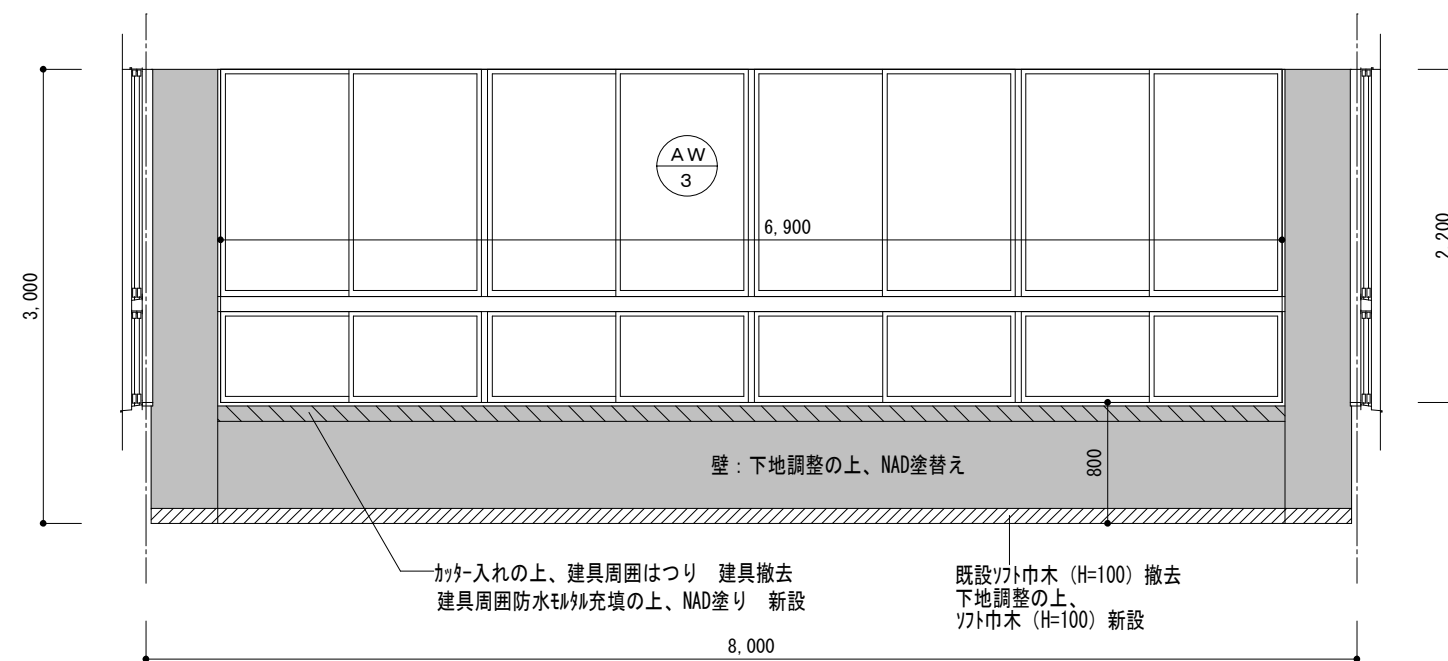 AW
3
6,900
3,000
2,200
壁：下地調整の上、NAD塗替え
800
ｶｯﾀｰ入れの上、建具周囲はつり　建具撤去
建具周囲防水ﾓﾙﾀﾙ充填の上、NAD塗り　新設
既設ｿﾌﾄ巾木（H=100）撤去
下地調整の上、
ｿﾌﾄ巾木（H=100）新設
8,000